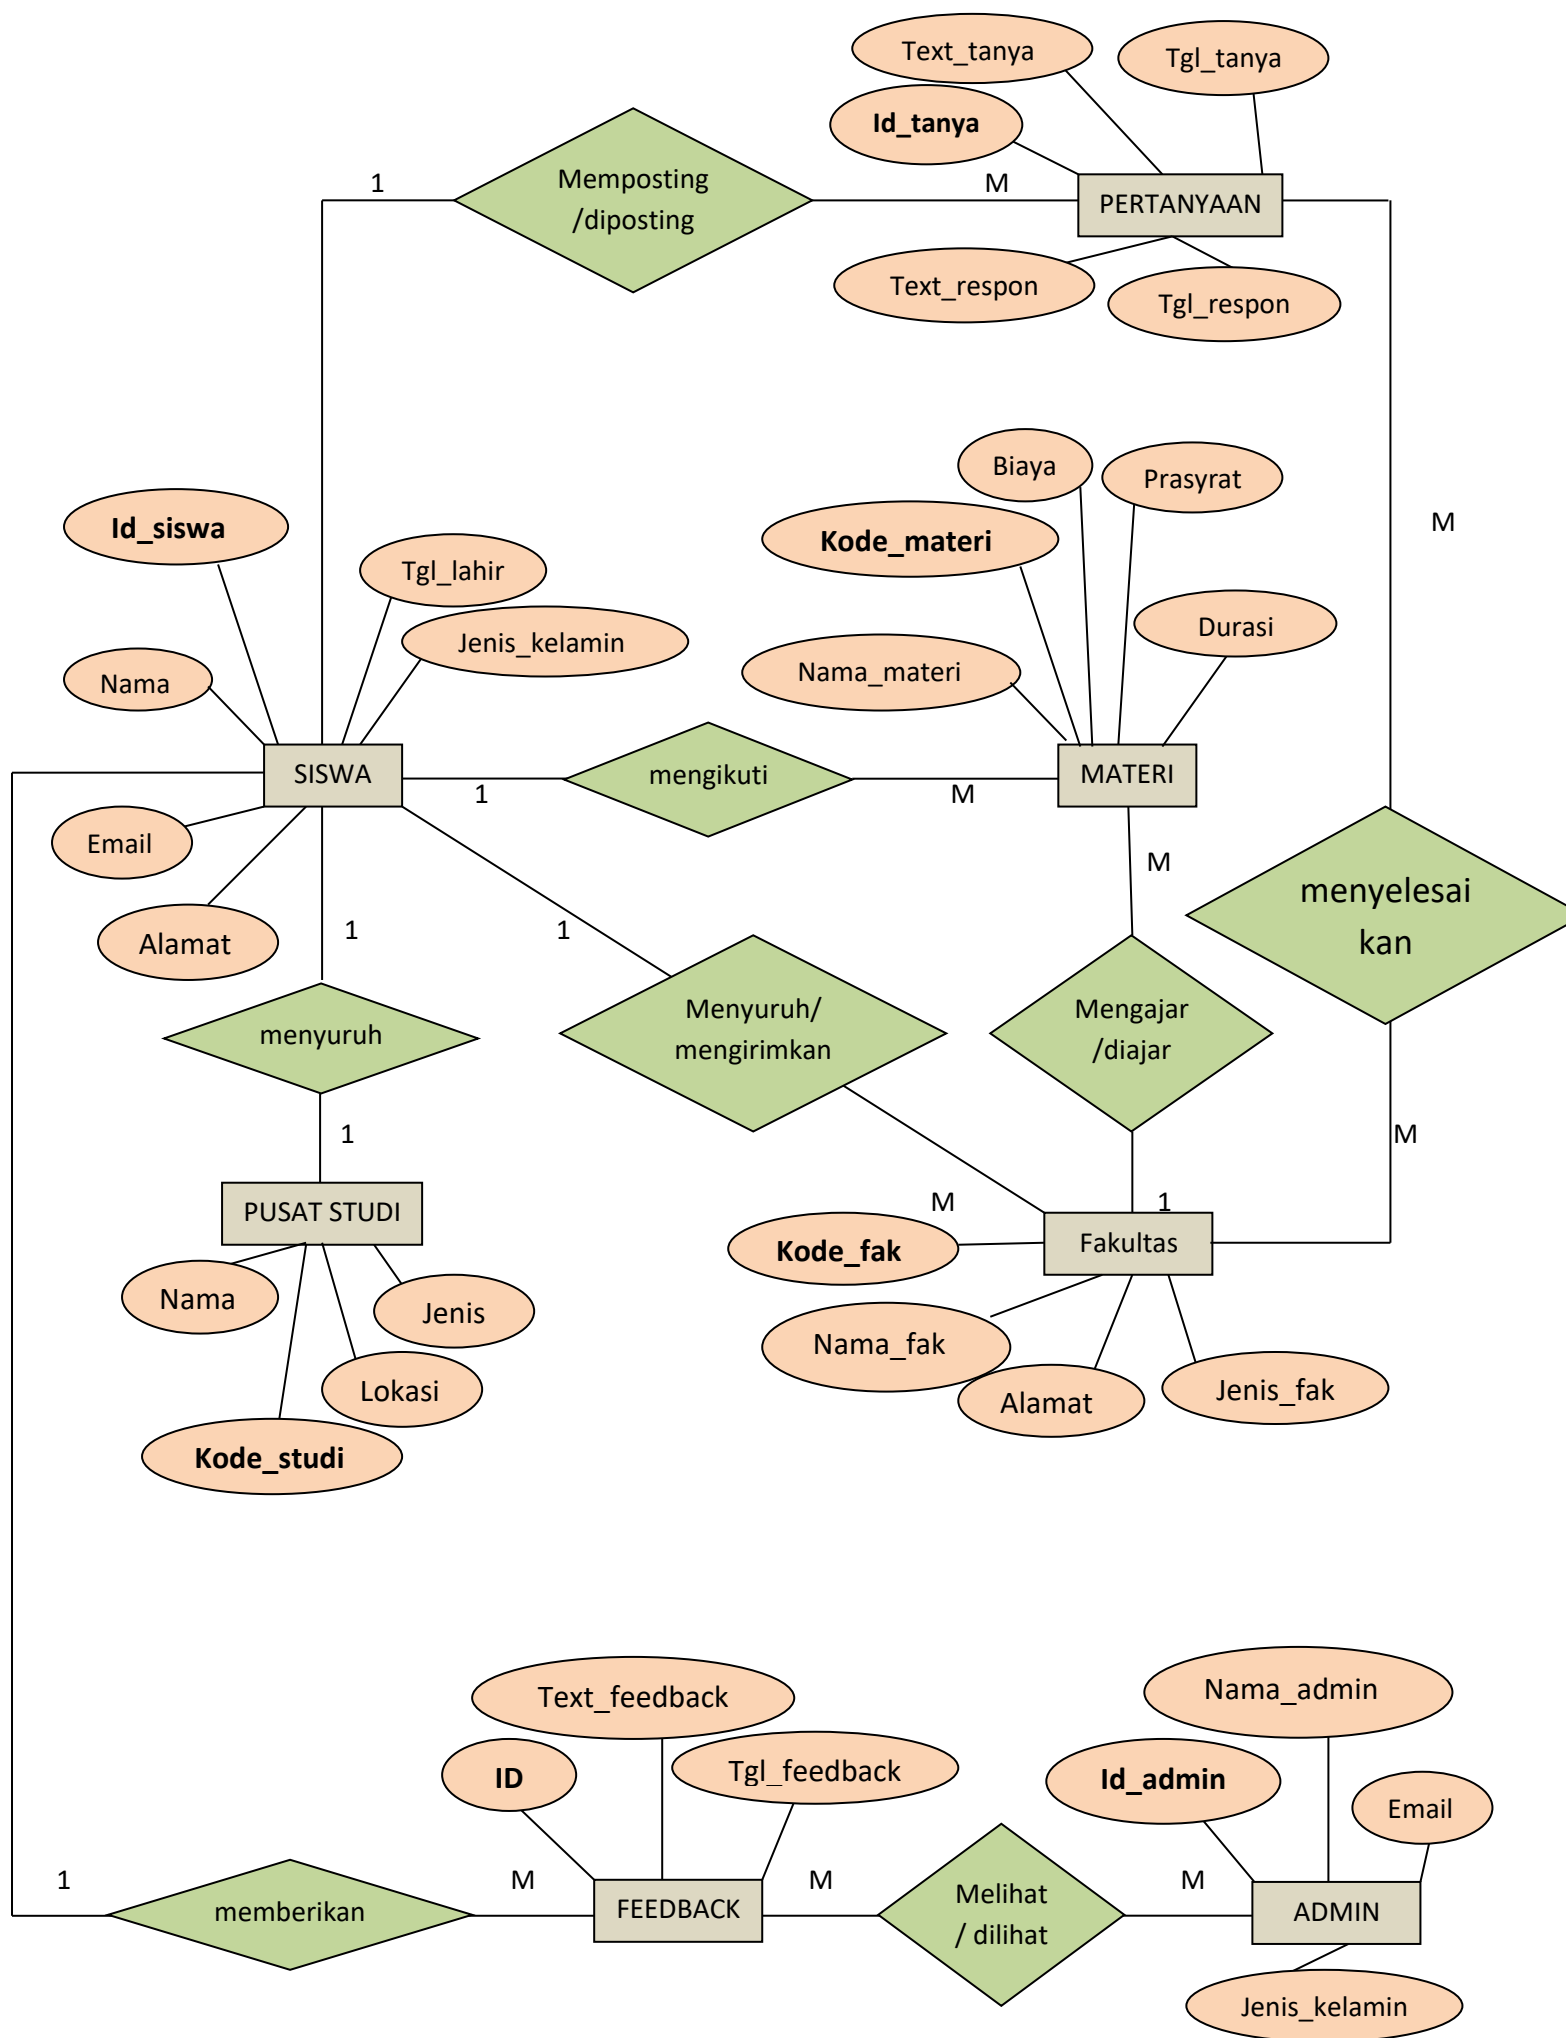 Text_tanya
Tgl_tanya
Id_tanya
Memposting
/diposting
1
M
PERTANYAAN
Text_respon
Tgl_respon
Biaya
Prasyrat
Id_siswa
Kode_materi
M
Tgl_lahir
Jenis_kelamin
Durasi
Nama
Nama_materi
SISWA
1
mengikuti
M
MATERI
Email
M
menyelesai
kan
Alamat
1
1
menyuruh
Menyuruh/
mengirimkan
Mengajar
/diajar
1
M
PUSAT STUDI
M
1
Kode_fak
Fakultas
Nama
Jenis
Nama_fak
Lokasi
Alamat
Jenis_fak
Kode_studi
Text_feedback
Nama_admin
ID
Tgl_feedback
Id_admin
Email
1
memberikan
M
FEEDBACK
M
Melihat
/ dilihat
M
ADMIN
Jenis_kelamin